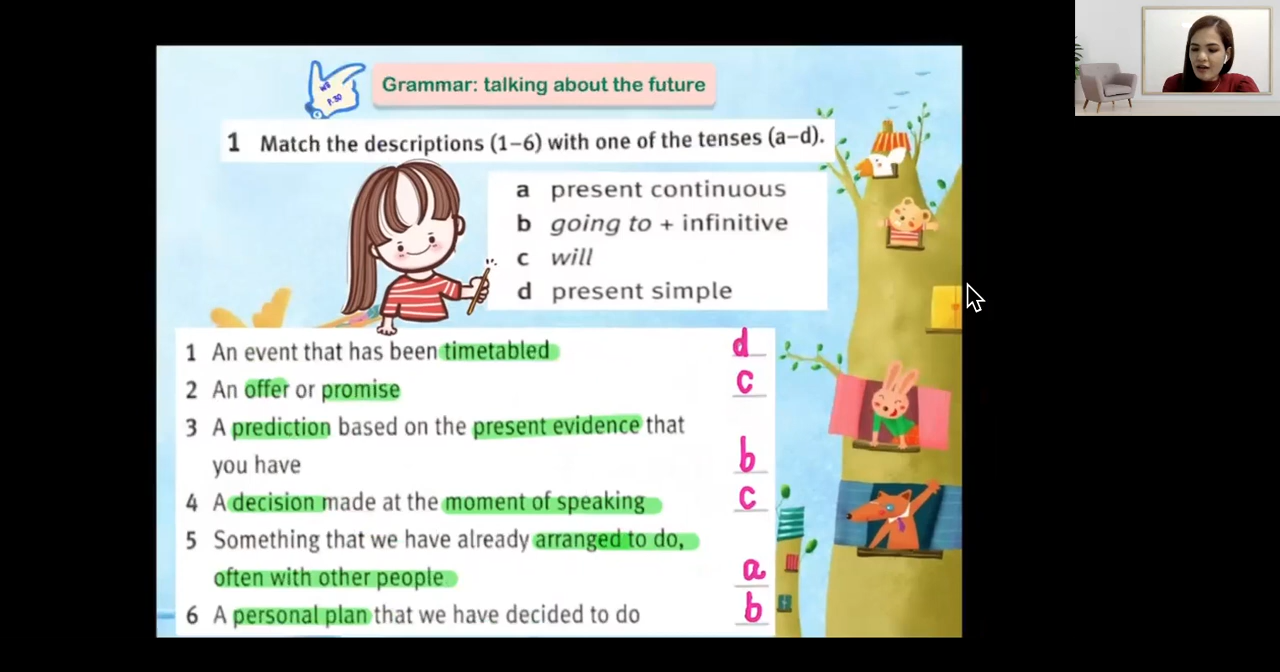 WB
P.30
Grammar: talking about the future
1 Match the descriptions (1–6) with one of the tenses (a–d).
a present continuous
b going to + infinitive
c will
d present simple
1 An event that has been timetabled d
2 An offer or promise c
3 A prediction based on the present evidence that
you have b
4 A decision made at the moment of speaking c
5 Something that we have already arranged to do,
often with other people a
6 A personal plan that we have decided to do b